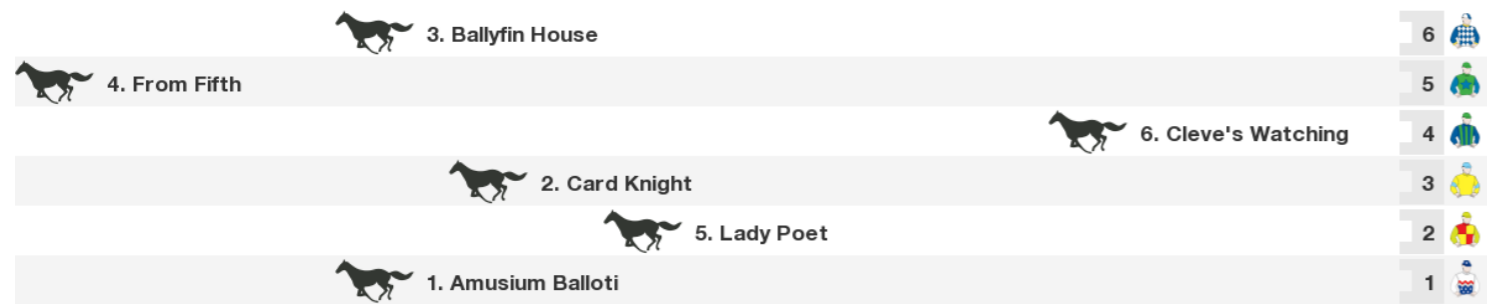 3. Ballyfin House 6
4. From Fifth 5
6. Cleve's Watching 4
2. Card Knight 3
5. Lady Poet 2
1. Amusium Balloti 1